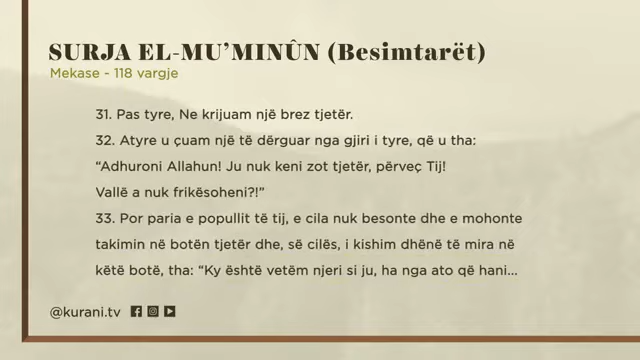 SURJA EL-MU’MINÛN (Besimtarët)
Mekase - 118 vargje
31. Pas tyre, Ne krijuam një brez tjetër.
32. Atyre u çuam një të dërguar nga gjiri i tyre, që u tha:
“Adhuroni Allahun! Ju nuk keni zot tjetër, përveç Tij!
Vallë a nuk frikësoheni?!”
33. Por paria e popullit të tij, e cila nuk besonte dhe e mohonte
takimin në botën tjetër dhe, së cilës, i kishim dhënë të mira në
këtë botë, tha: “Ky është vetëm njeri si ju, ha nga ato që hani...
@kurani.tv